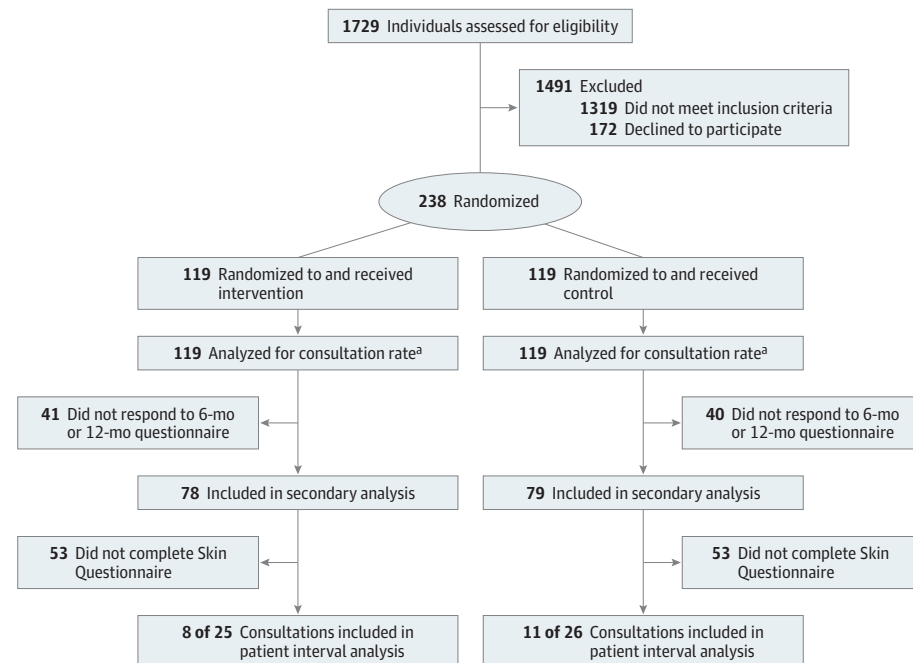 1729 Individuals assessed for eligibility
1491 Excluded
1319 Did not meet inclusion criteria
172 Declined to participate
238 Randomized
119 Randomized to and received
intervention
119 Randomized to and received
control
119 Analyzed for consultation rateᵃ
119 Analyzed for consultation rateᵃ
41 Did not respond to 6-mo
or 12-mo questionnaire
40 Did not respond to 6-mo
or 12-mo questionnaire
78 Included in secondary analysis
79 Included in secondary analysis
53 Did not complete Skin
Questionnaire
53 Did not complete Skin
Questionnaire
8 of 25 Consultations included in
patient interval analysis
11 of 26 Consultations included in
patient interval analysis